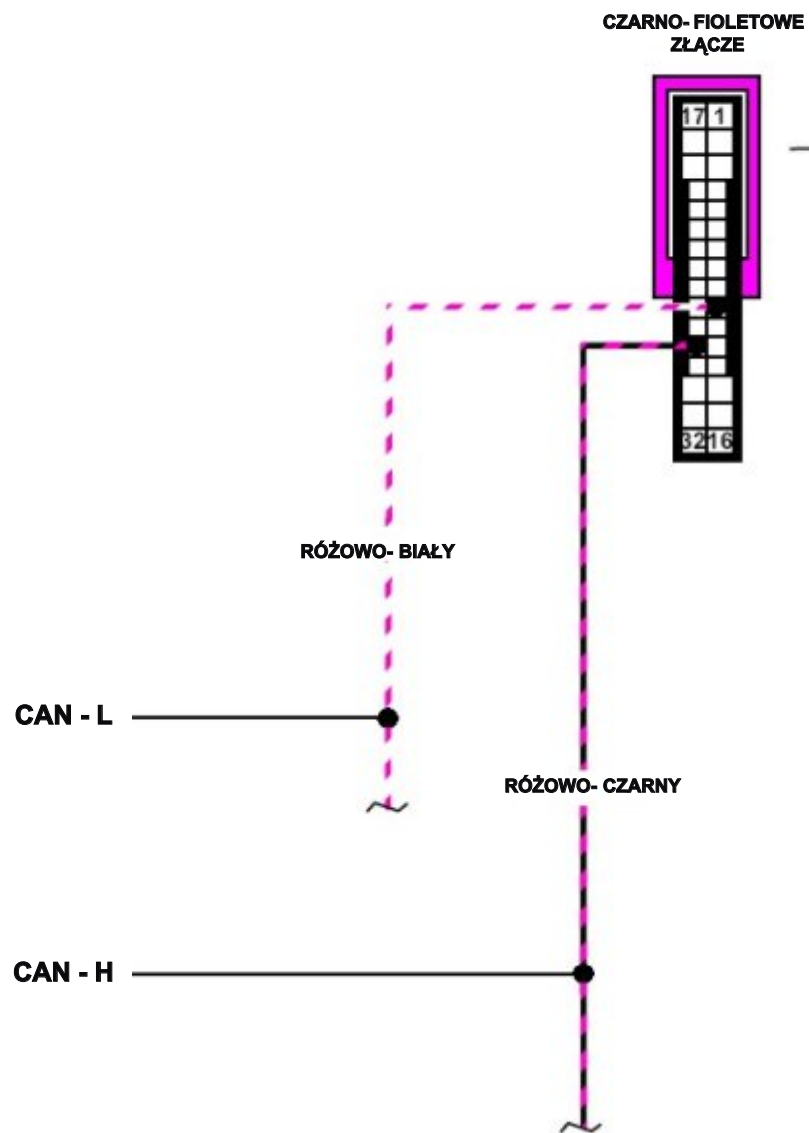 CZARNO- FIOLETOWE
ZŁĄCZE
17 1
32 16
RÓŻOWO- BIAŁY
CAN - L
RÓŻOWO- CZARNY
CAN - H